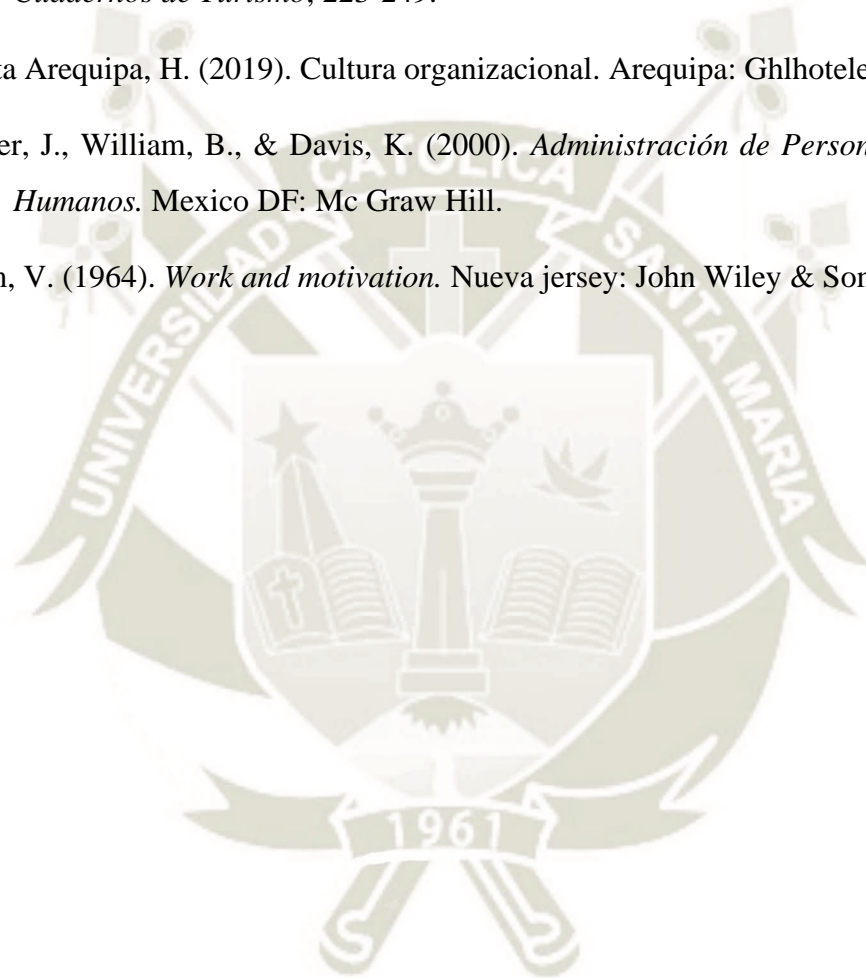 Cuadernos de Turismo, 223-249.
ta Arequipa, H. (2019). Cultura organizacional. Arequipa: Ghlhotele
er, J., William, B., & Davis, K. (2000). Administración de Person
Humanos. Mexico DF: Mc Graw Hill.
n, V. (1964). Work and motivation. Nueva jersey: John Wiley & Son
UNIVERSIDAD CATOLICA SANTA MARIA
1961